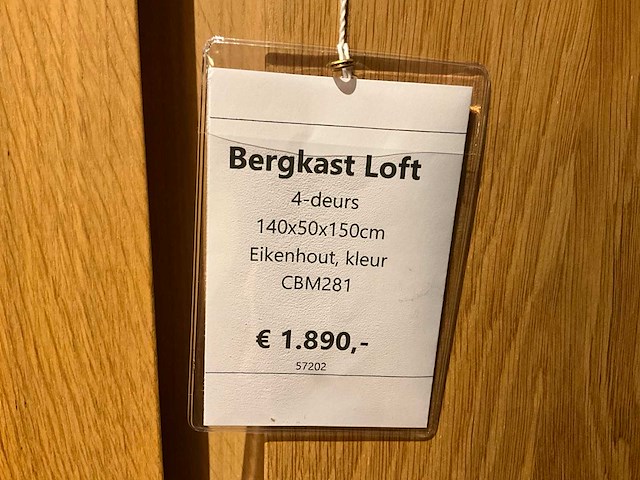 Bergkast Loft
4-deurs
140x50x150cm
Eikenhout, kleur
CBM281
€ 1.890,-
57202